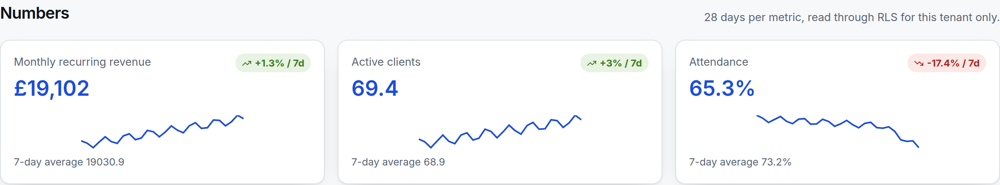 Numbers
28 days per metric, read through RLS for this tenant only.
Monthly recurring revenue
+1.3% / 7d
£19,102
7-day average 19030.9
Active clients
+3% / 7d
69.4
7-day average 68.9
Attendance
-17.4% / 7d
65.3%
7-day average 73.2%